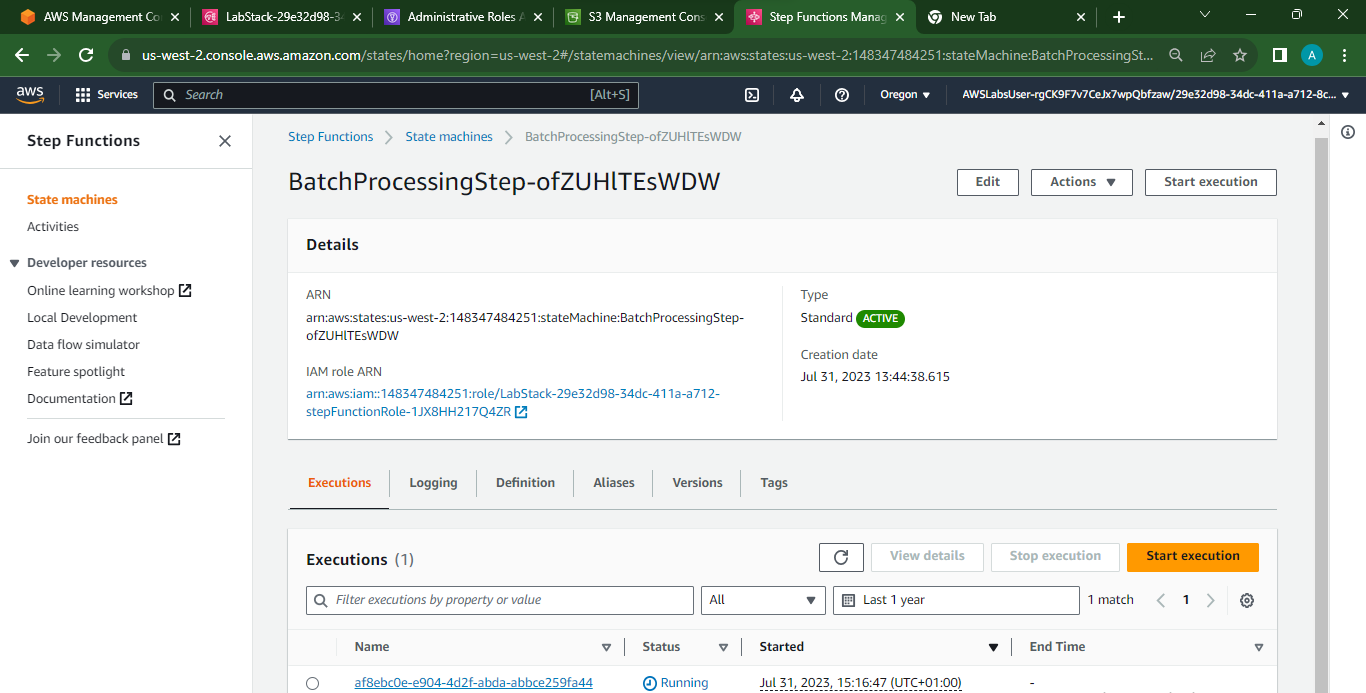 AWS Management Co
LabStack-29e32d98-34
Administrative Roles A
S3 Management Cons
Step Functions Manag
New Tab
us-west-2.console.aws.amazon.com/states/home?region=us-west-2#/statemachines/view/arn:aws:states:us-west-2:148347484251:stateMachine:BatchProcessingSt...
A
aws
Services
Search
[Alt+S]
Oregon
AWSLabsUser-rgCK9F7v7CeJx7wpQbfzaw/29e32d98-34dc-411a-a712-8c...
Step Functions
State machines
Activities
Developer resources
Online learning workshop
Local Development
Data flow simulator
Feature spotlight
Documentation
Join our feedback panel
Step Functions
State machines
BatchProcessingStep-ofZUHlTEsWDW
BatchProcessingStep-ofZUHlTEsWDW
Edit
Actions
Start execution
Details
ARN
arn:aws:states:us-west-2:148347484251:stateMachine:BatchProcessingStep-
ofZUHlTEsWDW
IAM role ARN
arn:aws:iam::148347484251:role/LabStack-29e32d98-34dc-411a-a712-
stepFunctionRole-1JX8HH217Q4ZR
Type
Standard ACTIVE
Creation date
Jul 31, 2023 13:44:38.615
Executions
Logging
Definition
Aliases
Versions
Tags
Executions (1)
View details
Stop execution
Start execution
Filter executions by property or value
All
Last 1 year
1 match
1
Name
Status
Started
End Time
af8ebc0e-e904-4d2f-abda-abbce259fa44
Running
Jul 31, 2023, 15:16:47 (UTC+01:00)
-